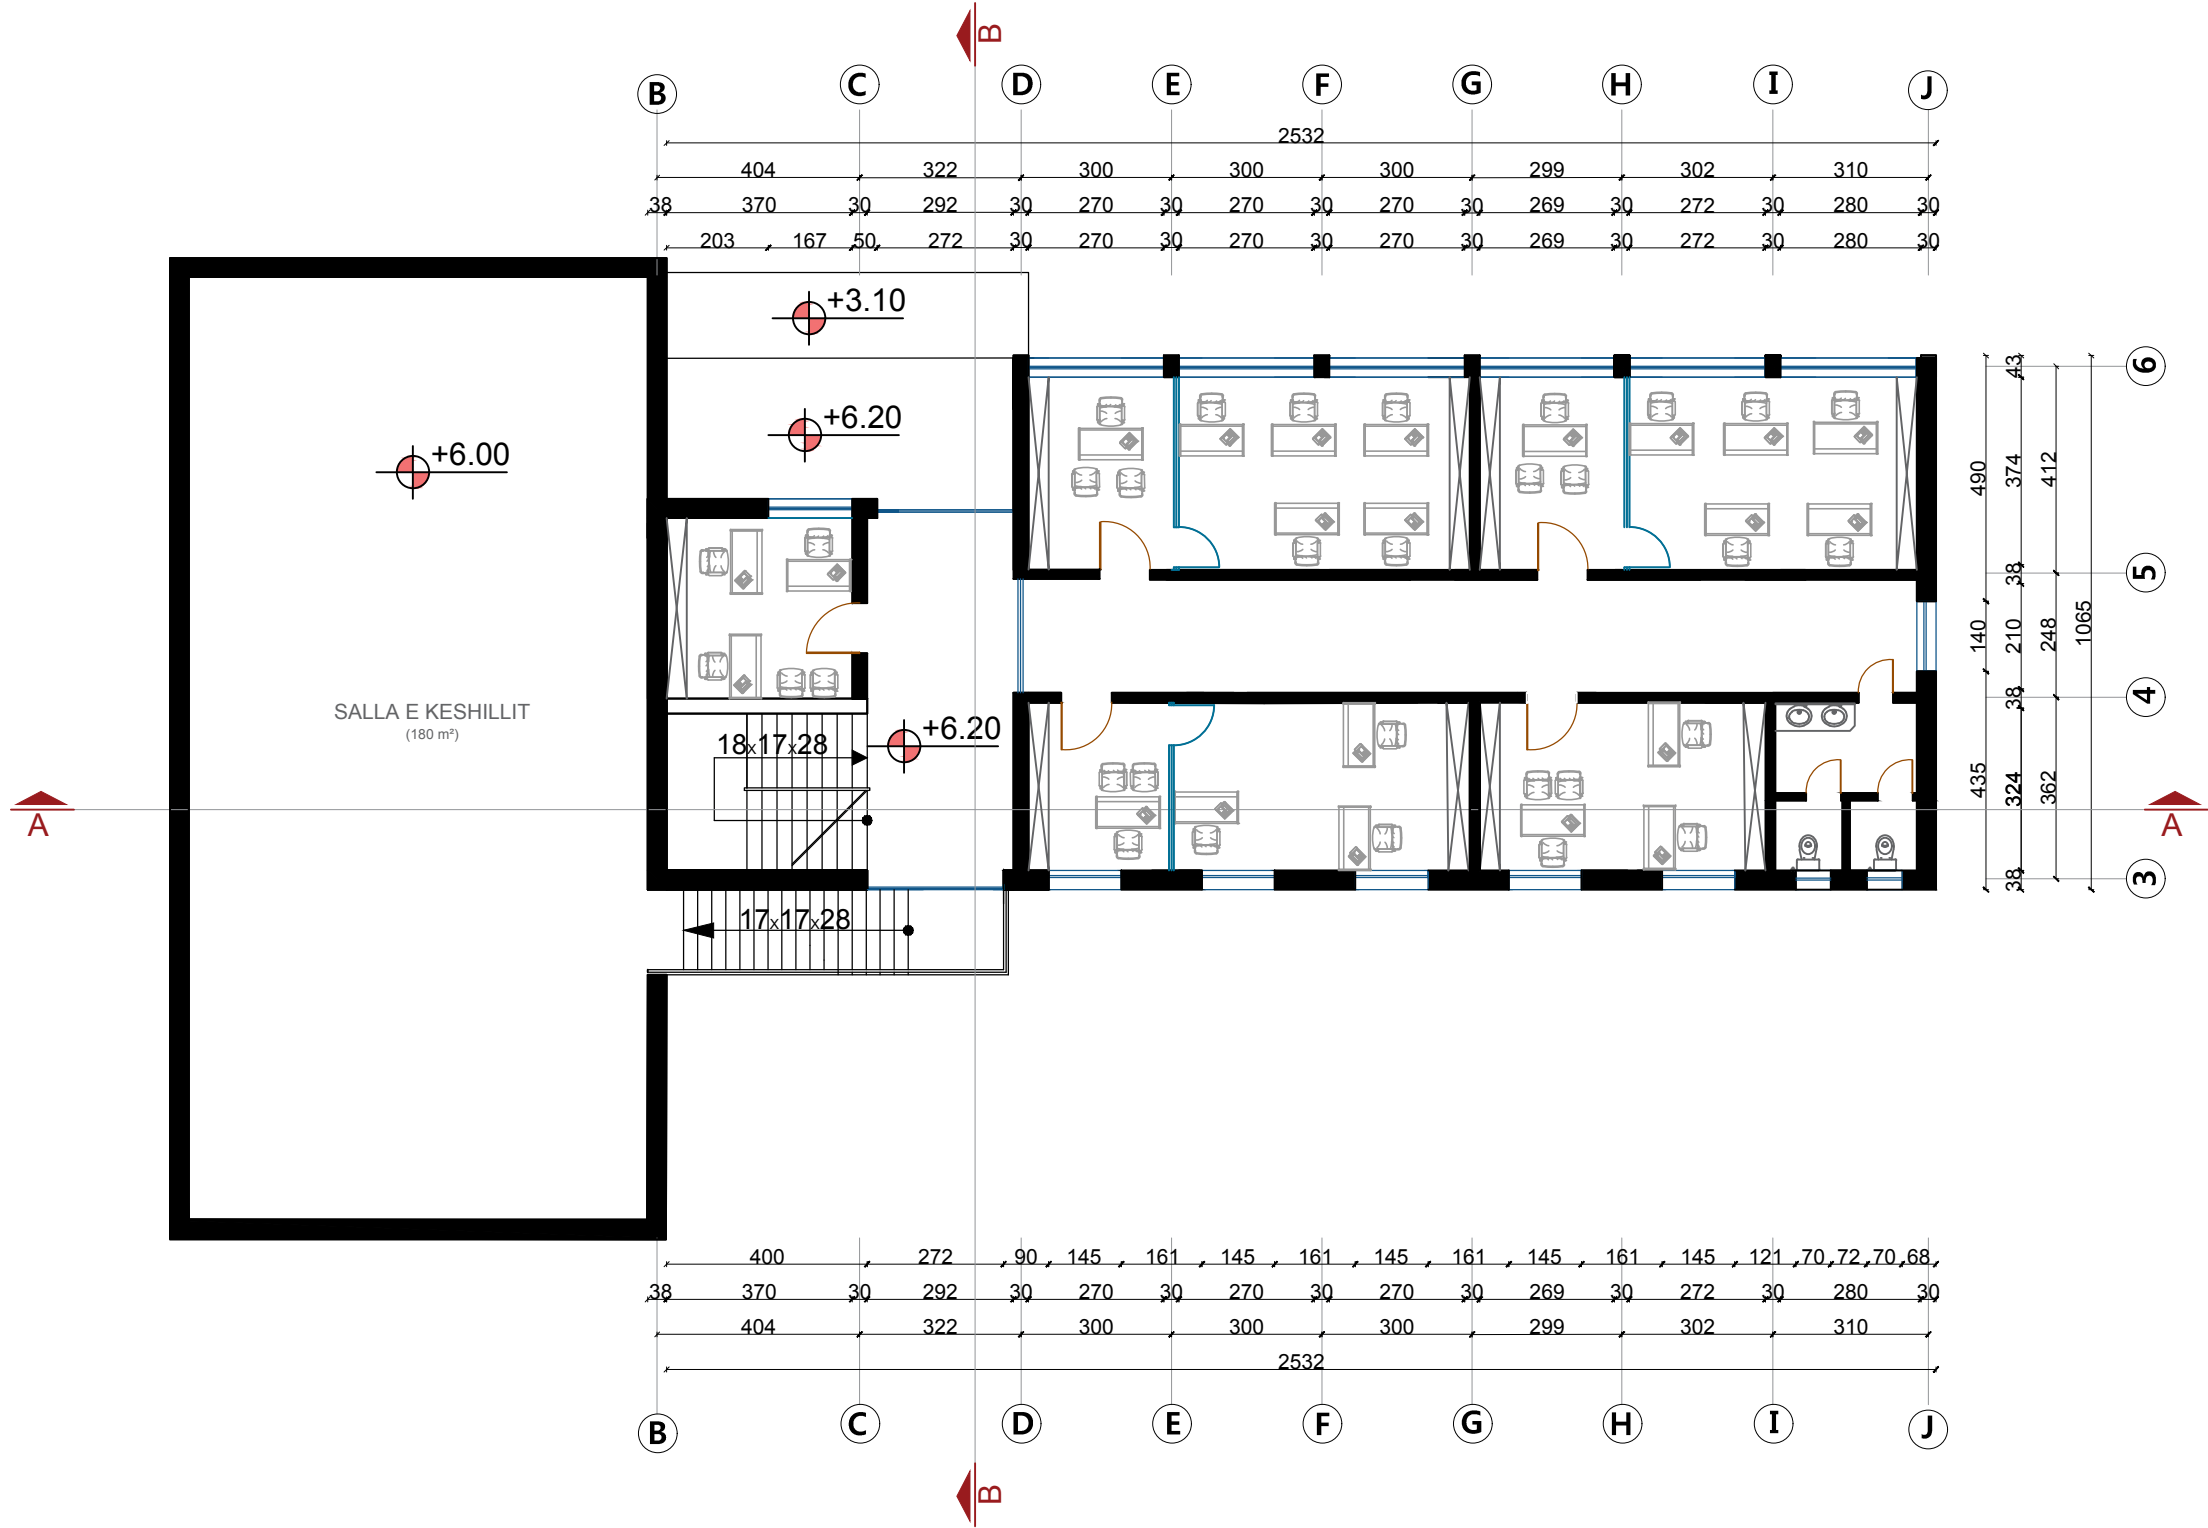 B
B C D E F G H I J
2532
404 322 300 300 300 299 302 310
38 370 30 292 30 270 30 270 30 270 30 269 30 272 30 280 30
203 167 50 272 30 270 30 270 30 270 30 269 30 272 30 280 30
+3.10
+6.20
+6.00
6
5
4
3
43
490 374 412
38
140 210 248 1065
38
435 324 362
38
SALLA E KESHILLIT
(180 m²)
18x17x28
+6.20
A
A
17x17x28
400 272 90 145 161 145 161 145 161 145 161 145 121 70 72 70 68
38 370 30 292 30 270 30 270 30 270 30 269 30 272 30 280 30
404 322 300 300 300 299 302 310
2532
B C D E F G H I J
B